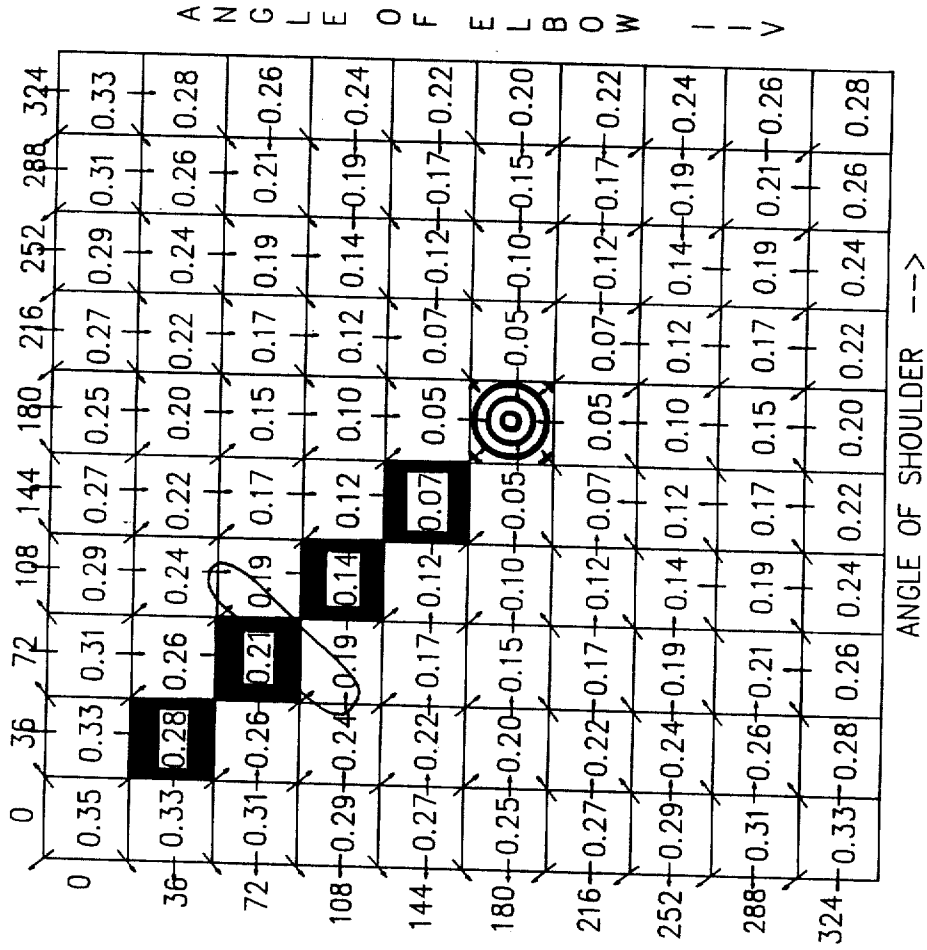 A N G L E O F E L B O W | | V
0 36 72 108 144 180 216 252 288 324
0 0.35 0.33 0.31 0.29 0.27 0.25 0.27 0.29 0.31 0.33
36 0.33 0.28 0.26 0.24 0.22 0.20 0.22 0.24 0.26 0.28
72 0.31 0.26 0.21 0.19 0.17 0.15 0.17 0.19 0.21 0.26
108 0.29 0.24 0.19 0.14 0.12 0.10 0.12 0.14 0.19 0.24
144 0.27 0.22 0.17 0.12 0.07 0.05 0.07 0.12 0.17 0.22
180 0.25 0.20 0.15 0.10 0.05 0.05 0.10 0.15 0.20
216 0.27 0.22 0.17 0.12 0.07 0.05 0.07 0.12 0.17 0.22
252 0.29 0.24 0.19 0.14 0.12 0.10 0.12 0.14 0.19 0.24
288 0.31 0.26 0.21 0.19 0.17 0.15 0.17 0.19 0.21 0.26
324 0.33 0.28 0.26 0.24 0.22 0.20 0.22 0.24 0.26 0.28
ANGLE OF SHOULDER -->